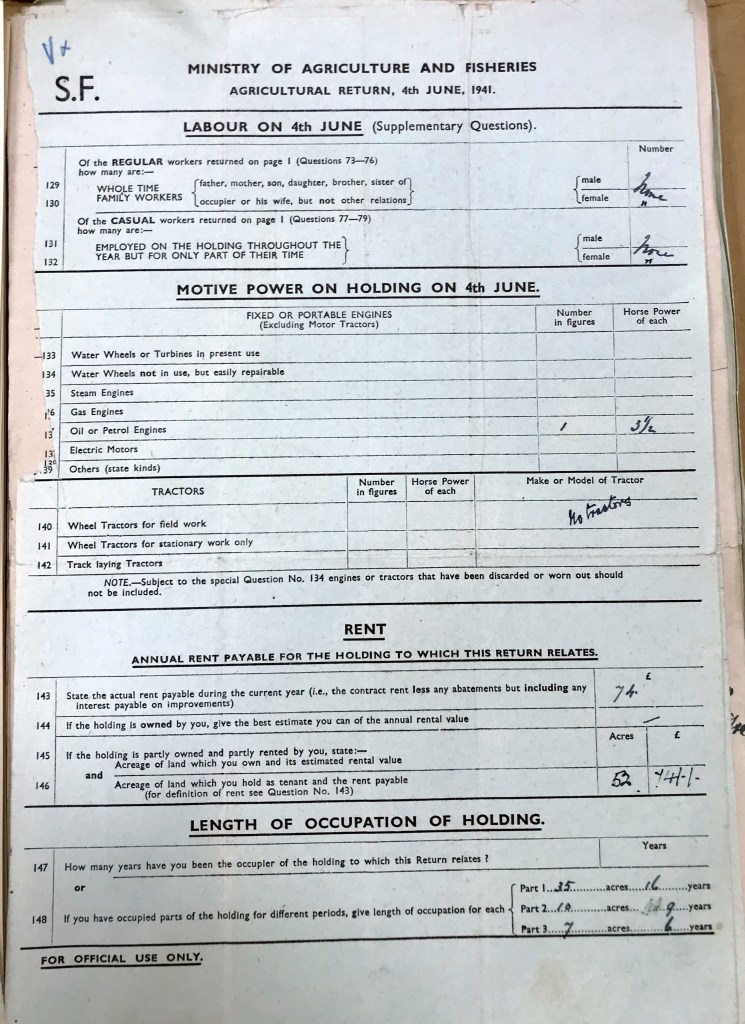 V+
S.F.
MINISTRY OF AGRICULTURE AND FISHERIES
AGRICULTURAL RETURN, 4th JUNE, 1941.
LABOUR ON 4th JUNE (Supplementary Questions).
Number
Of the REGULAR workers returned on page 1 (Questions 73—76)
how many are:—
129 WHOLE TIME {father, mother, son, daughter, brother, sister of} {male None
130 FAMILY WORKERS {occupier or his wife, but not other relations} {female "
Of the CASUAL workers returned on page 1 (Questions 77—79)
how many are:—
131 EMPLOYED ON THE HOLDING THROUGHOUT THE} {male None
132 YEAR BUT FOR ONLY PART OF THEIR TIME} {female "
MOTIVE POWER ON HOLDING ON 4th JUNE.
FIXED OR PORTABLE ENGINES Number Horse Power
(Excluding Motor Tractors) in figures of each
133 Water Wheels or Turbines in present use
134 Water Wheels not in use, but easily repairable
35 Steam Engines
6 Gas Engines
13 Oil or Petrol Engines 1 3½
13 Electric Motors
39 Others (state kinds)
TRACTORS Number in figures Horse Power of each Make or Model of Tractor
140 Wheel Tractors for field work No tractors
141 Wheel Tractors for stationary work only
142 Track laying Tractors
NOTE.—Subject to the special Question No. 134 engines or tractors that have been discarded or worn out should
not be included.
RENT
ANNUAL RENT PAYABLE FOR THE HOLDING TO WHICH THIS RETURN RELATES.
£
143 State the actual rent payable during the current year (i.e., the contract rent less any abatements but including any 74
interest payable on improvements)
144 If the holding is owned by you, give the best estimate you can of the annual rental value —
Acres £
145 If the holding is partly owned and partly rented by you, state:—
Acreage of land which you own and its estimated rental value
and
146 Acreage of land which you hold as tenant and the rent payable 52 74/-/-
(for definition of rent see Question No. 143)
LENGTH OF OCCUPATION OF HOLDING.
Years
147 How many years have you been the occupier of the holding to which this Return relates ?
or
Part 1...35...acres...16...years
148 If you have occupied parts of the holding for different periods, give length of occupation for each Part 2...10...acres...9...years
Part 3...7...acres...6...years
FOR OFFICIAL USE ONLY.